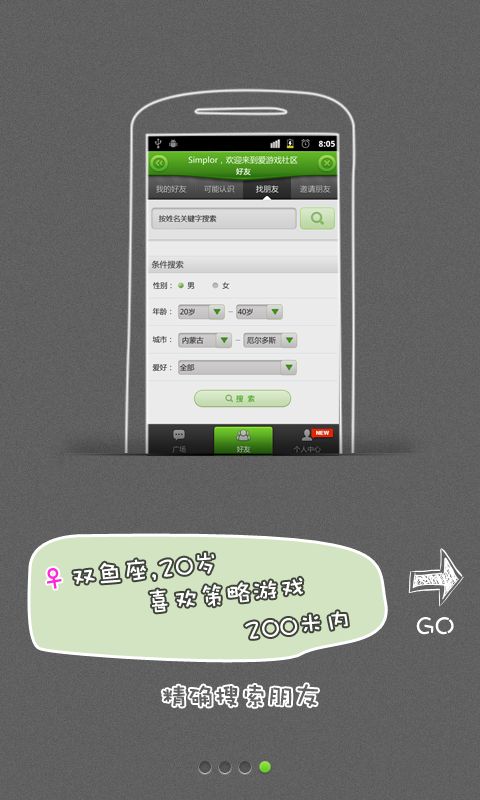 8:05
Simplor，欢迎来到爱游戏社区
好友
我的好友 可能认识 找朋友 邀请朋友
按姓名关键字搜索
条件搜索
性别： 男 女
年龄： 20岁 – 40岁
城市： 内蒙古 – 厄尔多斯
爱好： 全部
搜 索
NEW
广场 好友 个人中心
双鱼座,20岁
喜欢策略游戏
200米内
GO
精确搜索朋友